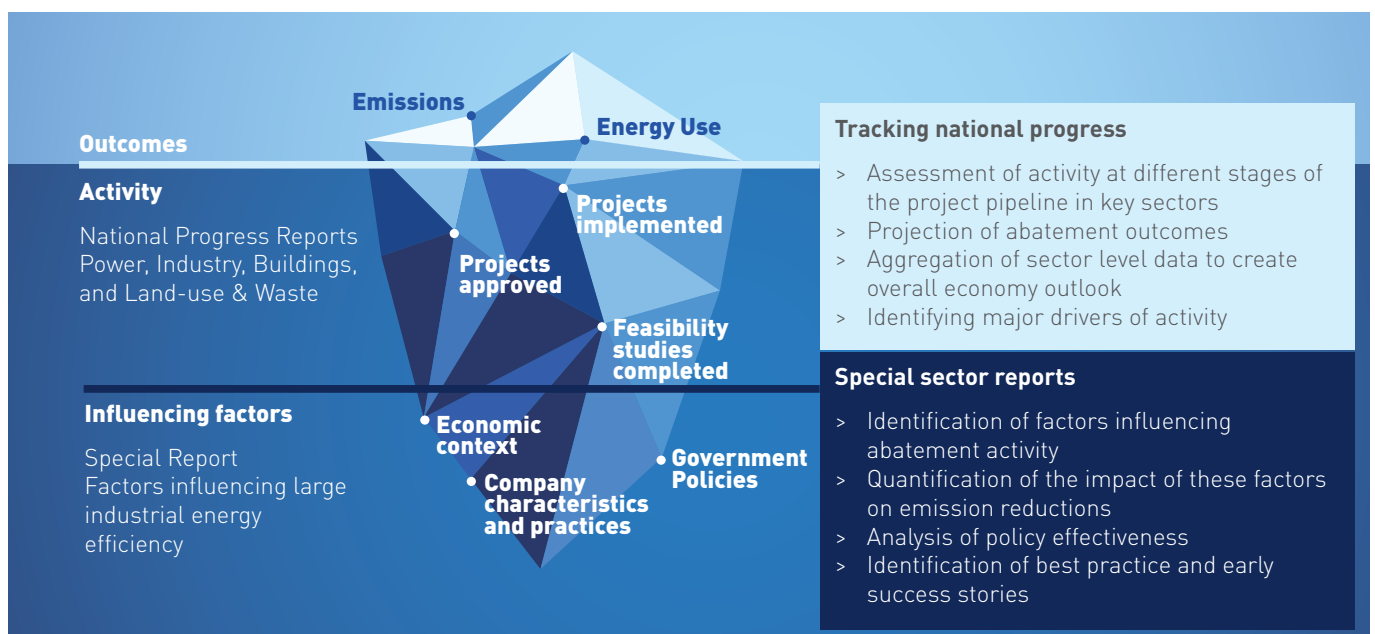 Emissions
Energy Use
Outcomes
Activity
National Progress Reports
Power, Industry, Buildings,
and Land-use & Waste
Projects
implemented
Projects
approved
Feasibility
studies
completed
Influencing factors
Special Report
Factors influencing large
industrial energy
efficiency
Economic
context
Government
Policies
Company
characteristics
and practices
Tracking national progress
> Assessment of activity at different stages of
the project pipeline in key sectors
> Projection of abatement outcomes
> Aggregation of sector level data to create
overall economy outlook
> Identifying major drivers of activity
Special sector reports
> Identification of factors influencing
abatement activity
> Quantification of the impact of these factors
on emission reductions
> Analysis of policy effectiveness
> Identification of best practice and early
success stories